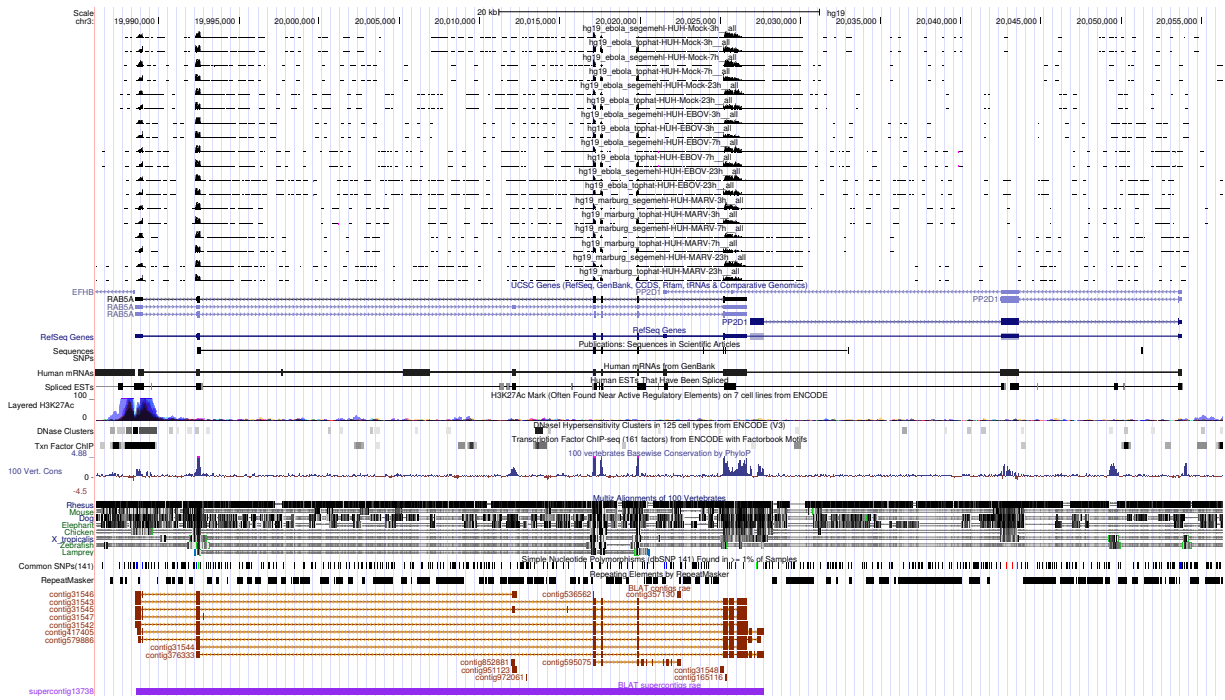 Scale 20 kb hg19
chr3: 19,990,000 19,995,000 20,000,000 20,005,000 20,010,000 20,015,000 20,020,000 20,025,000 20,030,000 20,035,000 20,040,000 20,045,000 20,050,000 20,055,000
hg19_ebola_segemehl-HUH-Mock-3h__all
hg19_ebola_tophat-HUH-Mock-3h__all
hg19_ebola_segemehl-HUH-Mock-7h__all
hg19_ebola_tophat-HUH-Mock-7h__all
hg19_ebola_segemehl-HUH-Mock-23h__all
hg19_ebola_tophat-HUH-Mock-23h__all
hg19_ebola_segemehl-HUH-EBOV-3h__all
hg19_ebola_tophat-HUH-EBOV-3h__all
hg19_ebola_segemehl-HUH-EBOV-7h__all
hg19_ebola_tophat-HUH-EBOV-7h__all
hg19_ebola_segemehl-HUH-EBOV-23h__all
hg19_ebola_tophat-HUH-EBOV-23h__all
hg19_marburg_segemehl-HUH-MARV-3h__all
hg19_marburg_tophat-HUH-MARV-3h__all
hg19_marburg_segemehl-HUH-MARV-7h__all
hg19_marburg_tophat-HUH-MARV-7h__all
hg19_marburg_segemehl-HUH-MARV-23h__all
hg19_marburg_tophat-HUH-MARV-23h__all
UCSC Genes (RefSeq, GenBank, CCDS, Rfam, tRNAs & Comparative Genomics)
EFHB PP2D1
RAB5A PP2D1
RAB5A
RAB5A
PP2D1
RefSeq Genes
RefSeq Genes
Publications: Sequences in Scientific Articles
Sequences
SNPs
Human mRNAs from GenBank
Human mRNAs
Human ESTs That Have Been Spliced
Spliced ESTs
H3K27Ac Mark (Often Found Near Active Regulatory Elements) on 7 cell lines from ENCODE
100
Layered H3K27Ac
0
DNaseI Hypersensitivity Clusters in 125 cell types from ENCODE (V3)
DNase Clusters
Transcription Factor ChIP-seq (161 factors) from ENCODE with Factorbook Motifs
Txn Factor ChIP
100 vertebrates Basewise Conservation by PhyloP
4.88
100 Vert. Cons
0
-4.5
Multiz Alignments of 100 Vertebrates
Rhesus
Mouse
Dog
Elephant
Chicken
X_tropicalis
Zebrafish
Lamprey
Simple Nucleotide Polymorphisms (dbSNP 141) Found in >= 1% of Samples
Common SNPs(141)
Repeating Elements by RepeatMasker
RepeatMasker
BLAT contigs rae
contig31546 contig536562 contig357130
contig31543
contig31545
contig31547
contig31542
contig417405
contig579886
contig31544
contig376333
contig852881 contig595075
contig951123 contig31548
contig972061 contig165116
BLAT supercontigs rae
supercontig13738